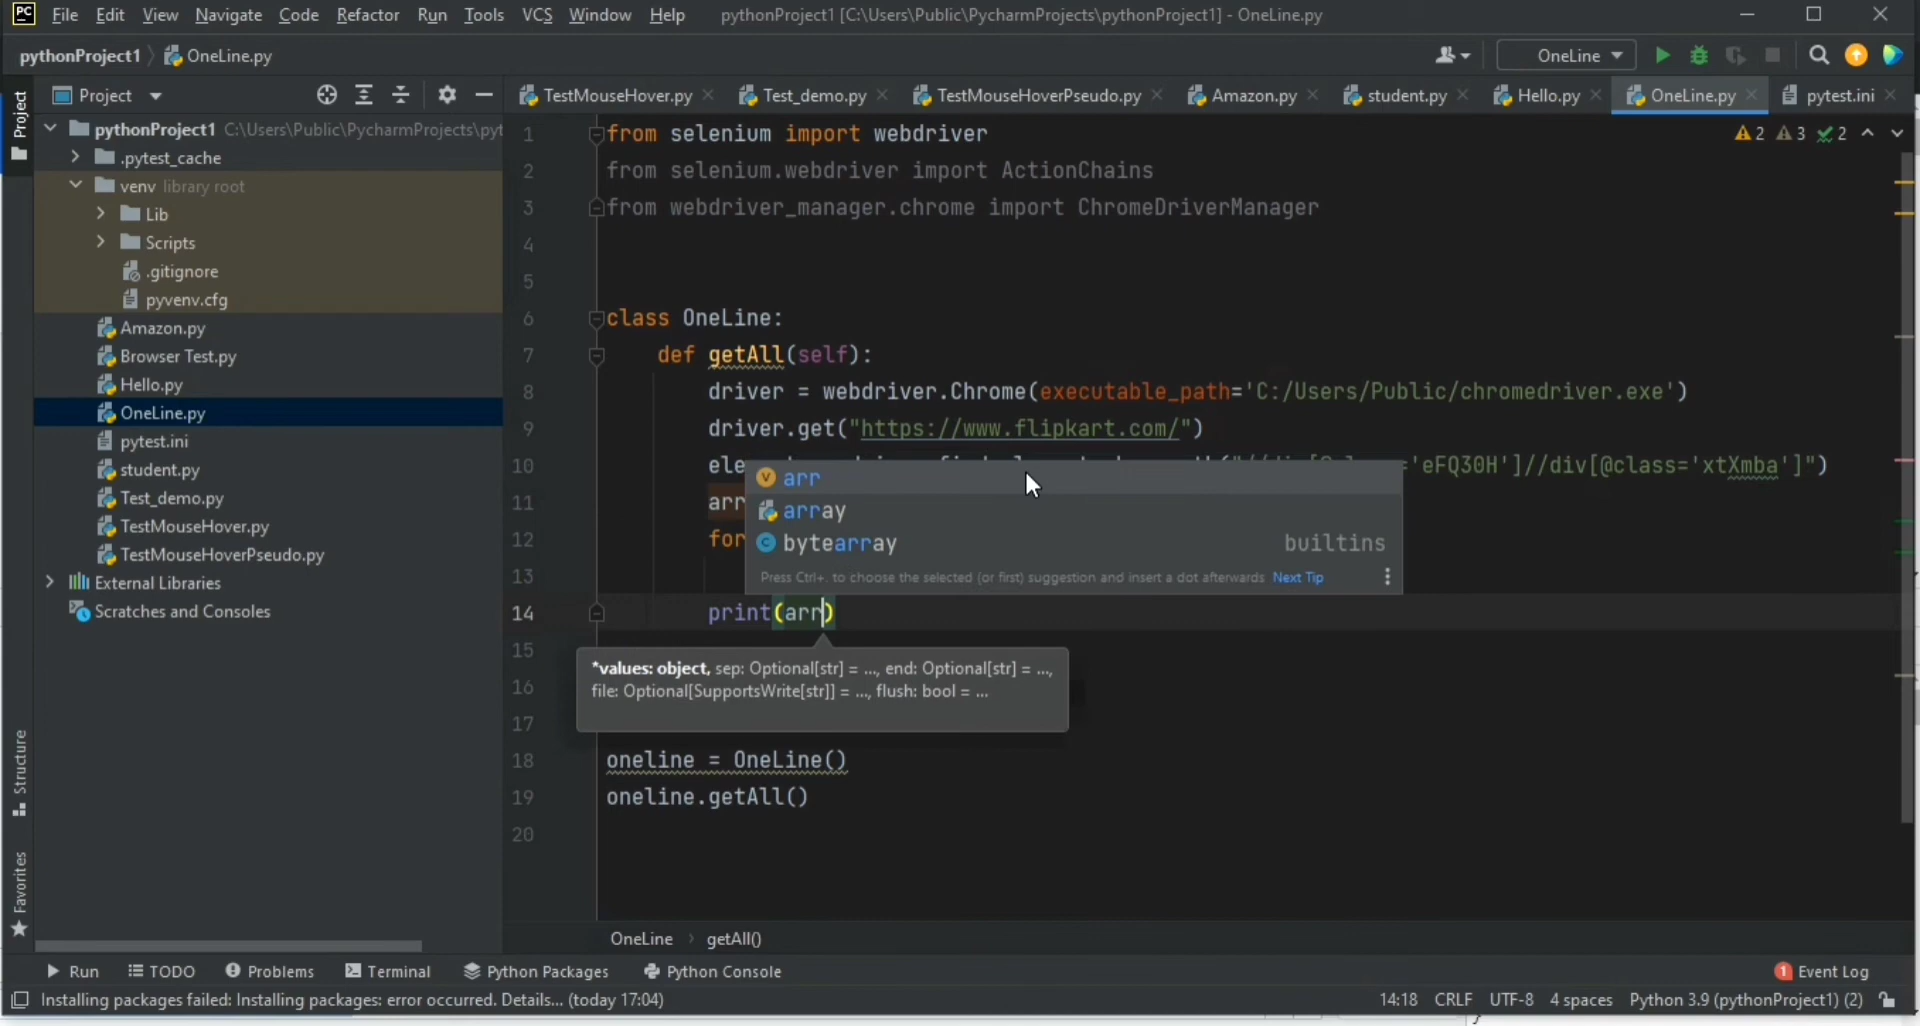 PC File Edit View Navigate Code Refactor Run Tools VCS Window Help pythonProject1 [C:\Users\Public\PycharmProjects\pythonProject1] - OneLine.py
pythonProject1 OneLine.py OneLine
Project
Project
TestMouseHover.py Test_demo.py TestMouseHoverPseudo.py Amazon.py student.py Hello.py OneLine.py pytest.ini
pythonProject1 C:\Users\Public\PycharmProjects\pyt
.pytest_cache
venv library root
Lib
Scripts
.gitignore
pyvenv.cfg
Amazon.py
Browser Test.py
Hello.py
OneLine.py
pytest.ini
student.py
Test_demo.py
TestMouseHover.py
TestMouseHoverPseudo.py
External Libraries
Scratches and Consoles
Structure
Favorites
2 3 2
1 from selenium import webdriver
2 from selenium.webdriver import ActionChains
3 from webdriver_manager.chrome import ChromeDriverManager
4
5
6 class OneLine:
7 def getAll(self):
8 driver = webdriver.Chrome(executable_path='C:/Users/Public/chromedriver.exe')
9 driver.get("https://www.flipkart.com/")
10 ele ='eFQ30H']//div[@class='xtXmba']")
11 arr
12 for
13
14 print(arr)
15
16
17
18 oneline = OneLine()
19 oneline.getAll()
20
arr
array
bytearray builtins
Press Ctrl+. to choose the selected (or first) suggestion and insert a dot afterwards Next Tip
*values: object, sep: Optional[str] = ..., end: Optional[str] = ...,
file: Optional[SupportsWrite[str]] = ..., flush: bool = ...
OneLine getAll()
Run TODO Problems Terminal Python Packages Python Console 1 Event Log
Installing packages failed: Installing packages: error occurred. Details... (today 17:04) 14:18 CRLF UTF-8 4 spaces Python 3.9 (pythonProject1) (2)